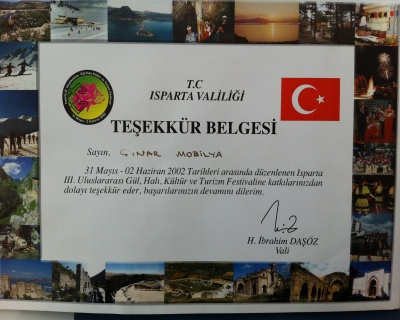 T.C
ISPARTA VALİLİĞİ
TEŞEKKÜR BELGESİ
Sayın, ÇINAR MOBİLYA
31 Mayıs - 02 Haziran 2002 Tarihleri arasında düzenlenen Isparta
III. Uluslararası Gül, Halı, Kültür ve Turizm Festivaline katkılarınızdan
dolayı teşekkür eder, başarılarınızın devamını dilerim.
H. İbrahim DAŞÖZ
Vali